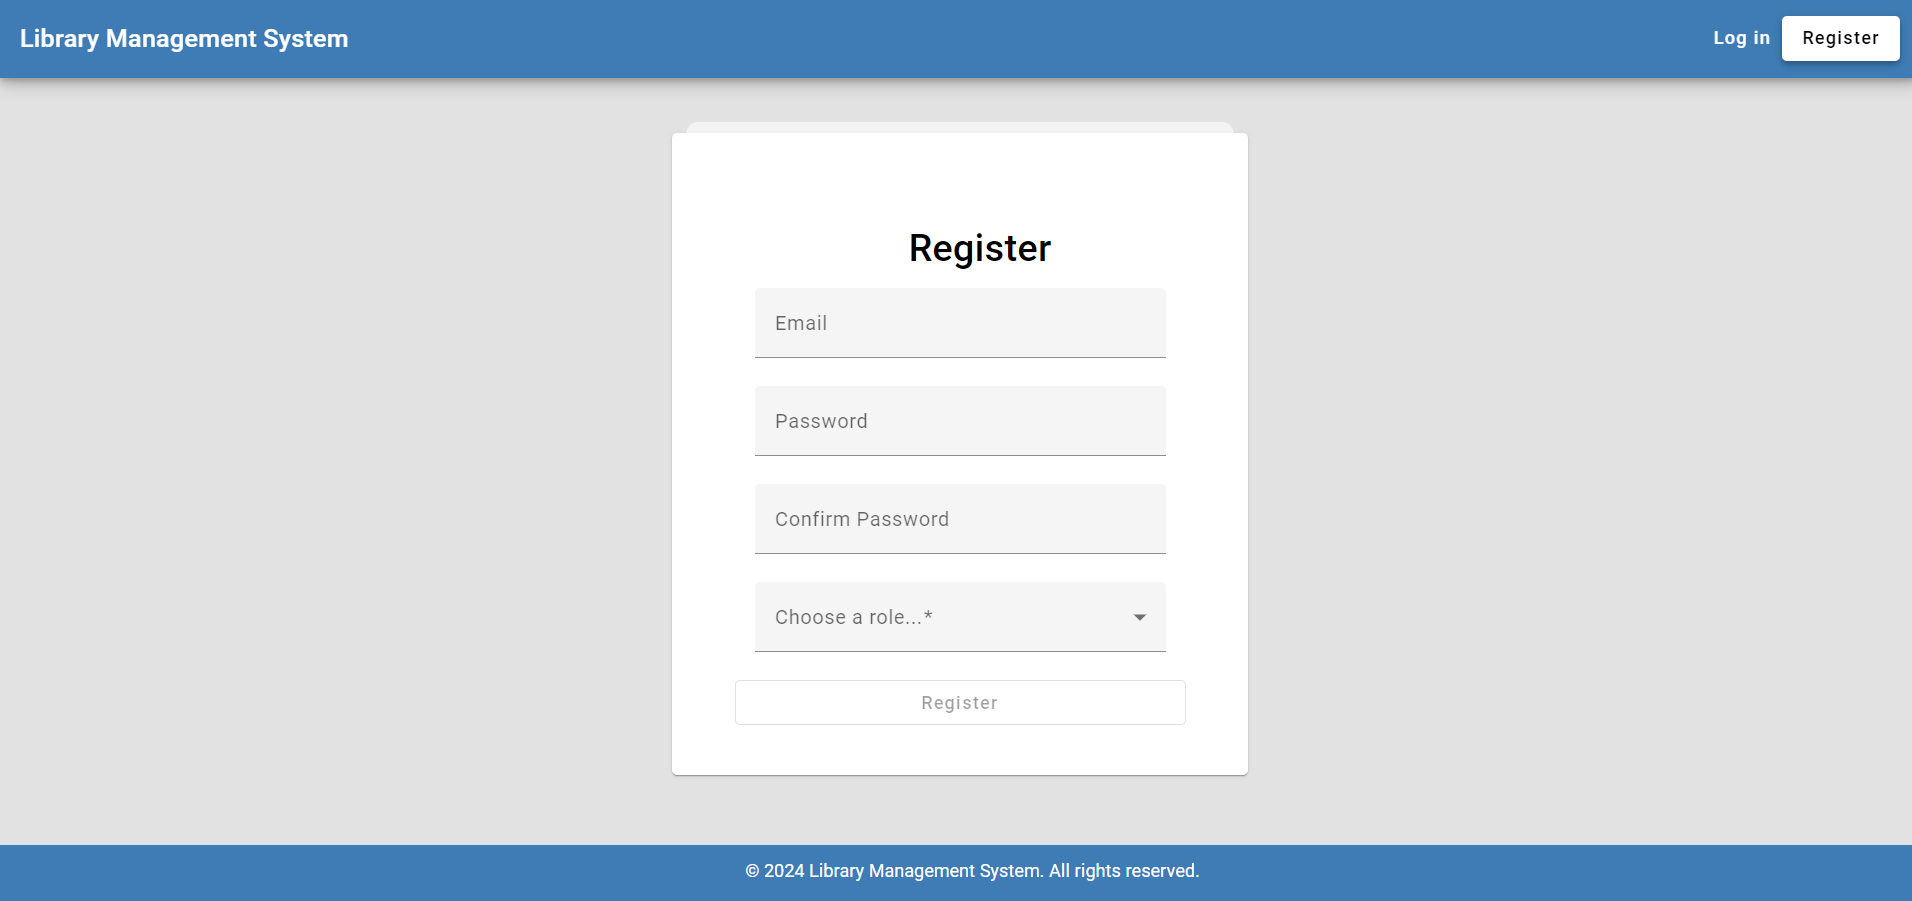 Library Management System
Log in
Register
Register
Email
Password
Confirm Password
Choose a role...*
Register
© 2024 Library Management System. All rights reserved.